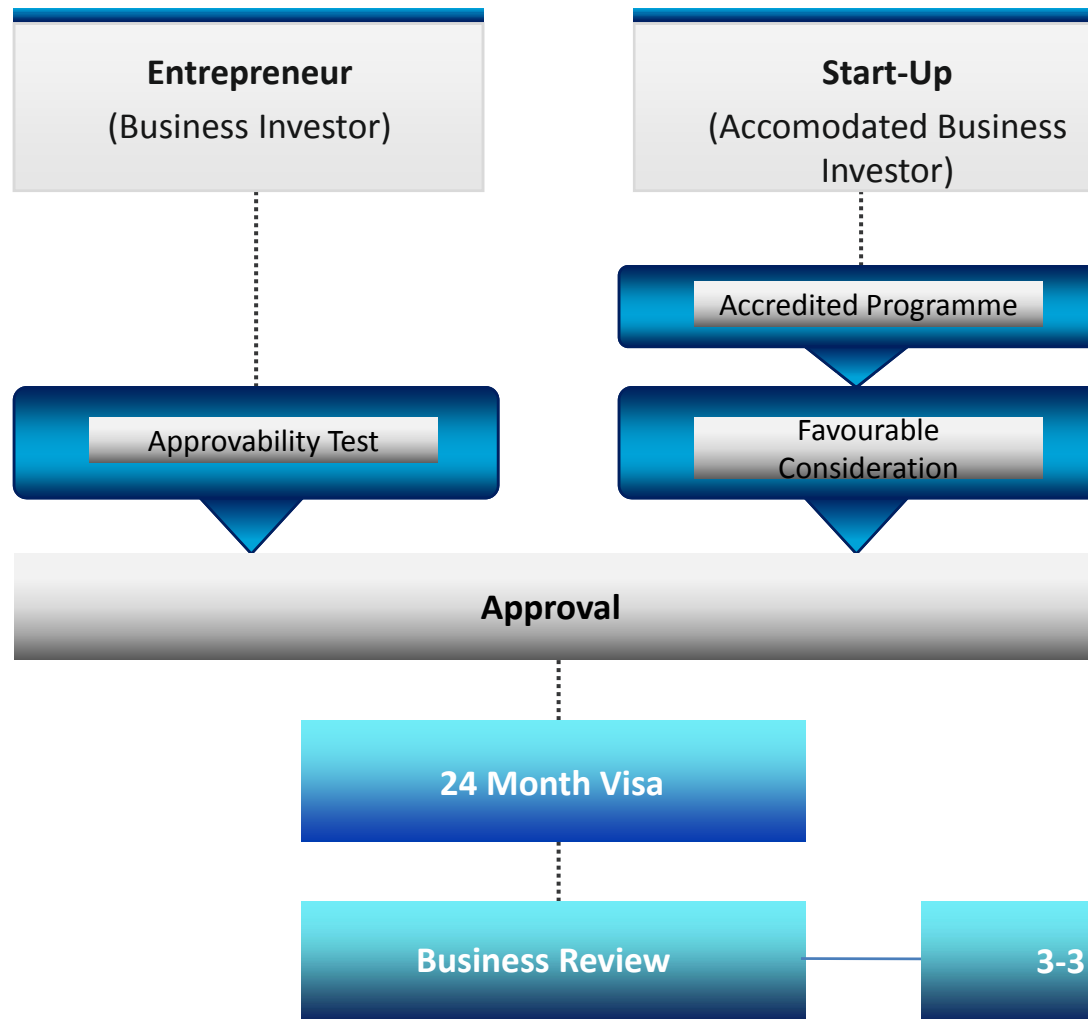 Entrepreneur
(Business Investor)
Start-Up
(Accomodated Business
Investor)
Accredited Programme
Approvability Test
Favourable
Consideration
Approval
24 Month Visa
Business Review
3-3